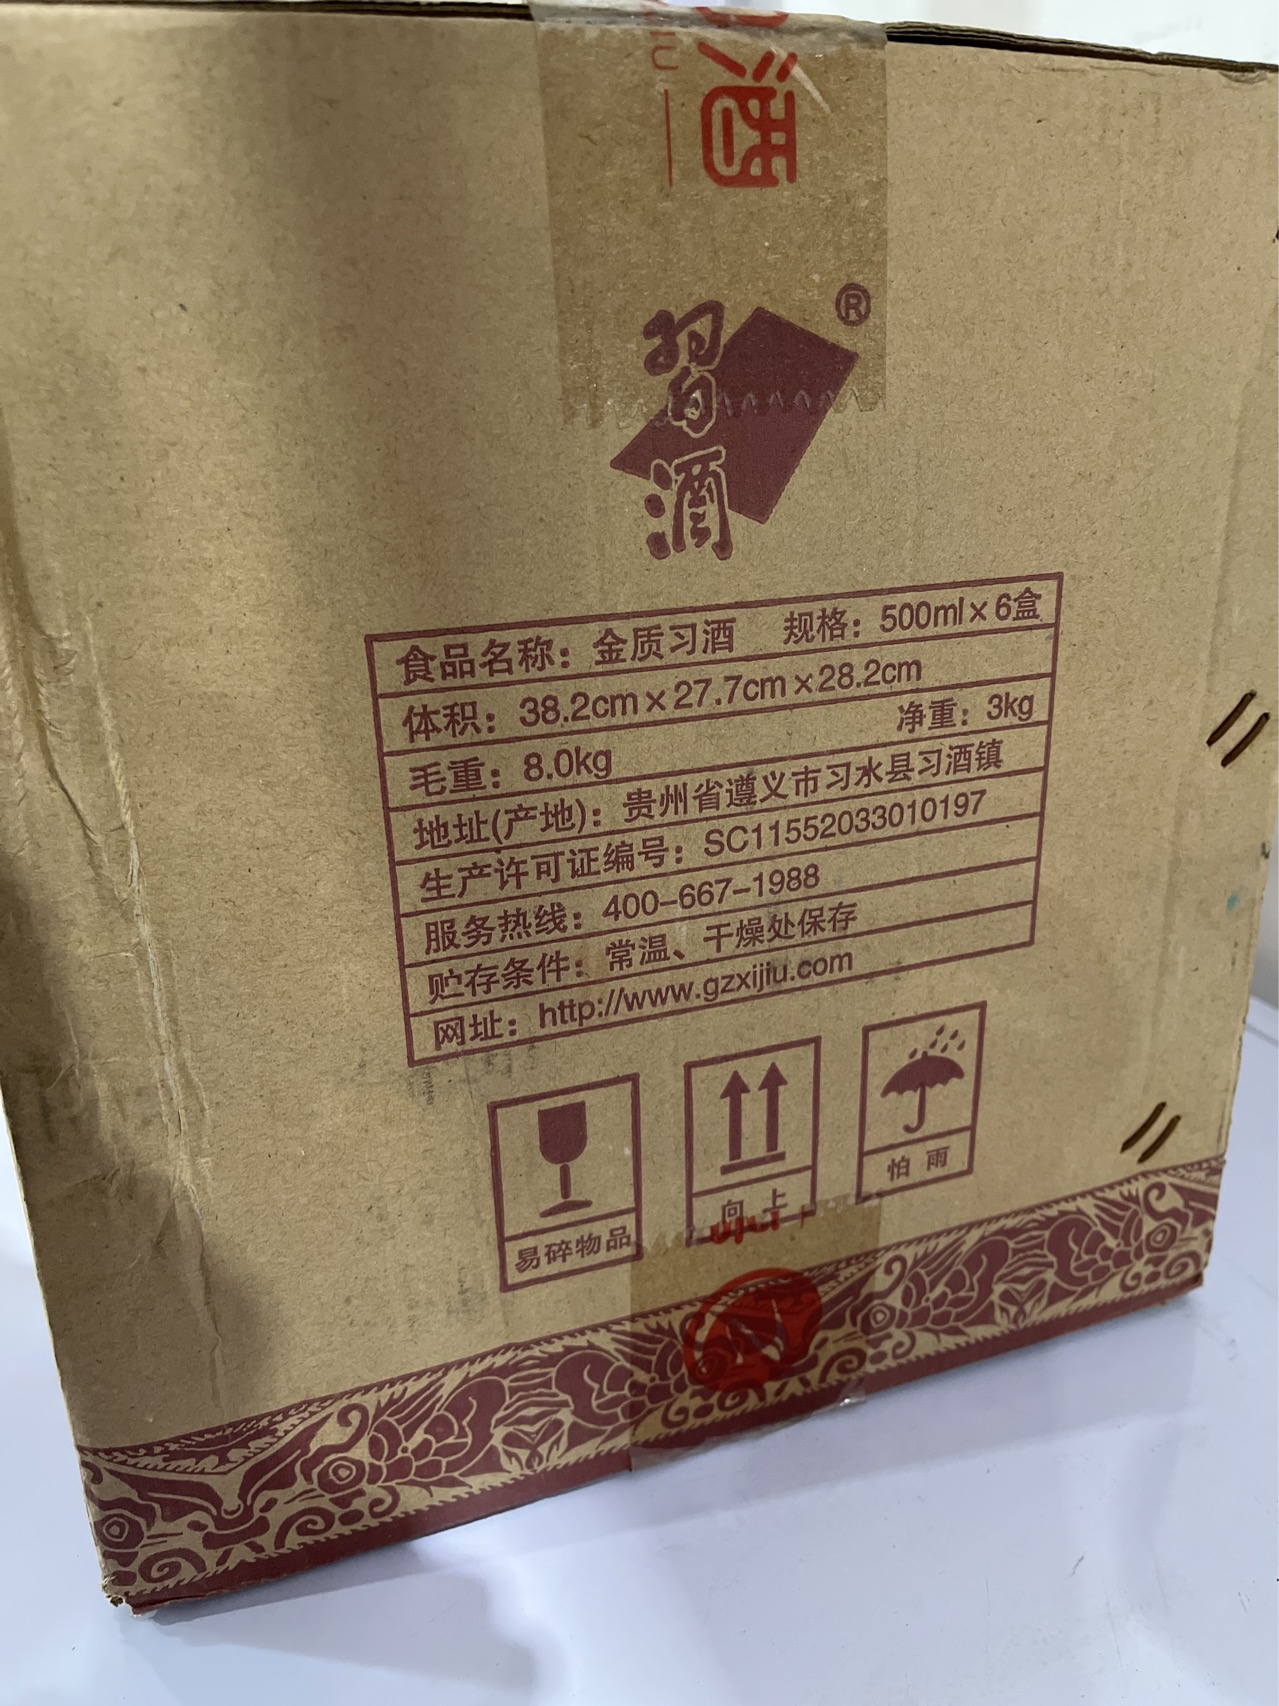 酒
習
酒
®
食品名称：金质习酒 规格：500ml×6盒
体积：38.2cm×27.7cm×28.2cm
毛重：8.0kg 净重：3kg
地址(产地)：贵州省遵义市习水县习酒镇
生产许可证编号：SC11552033010197
服务热线：400-667-1988
贮存条件：常温、干燥处保存
网址：http://www.gzxijiu.com
易碎物品
向上
怕雨